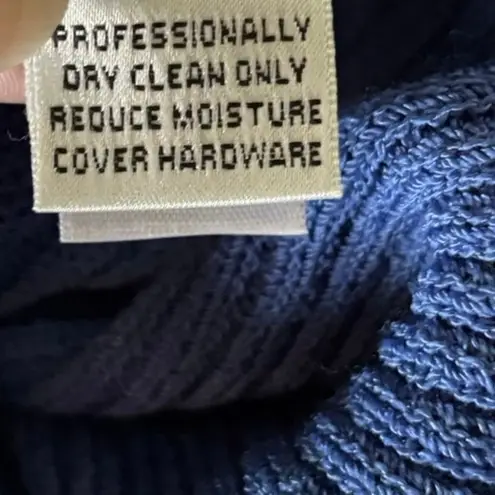 PROFESSIONALLY
DRY CLEAN ONLY
REDUCE MOISTURE
COVER HARDWARE